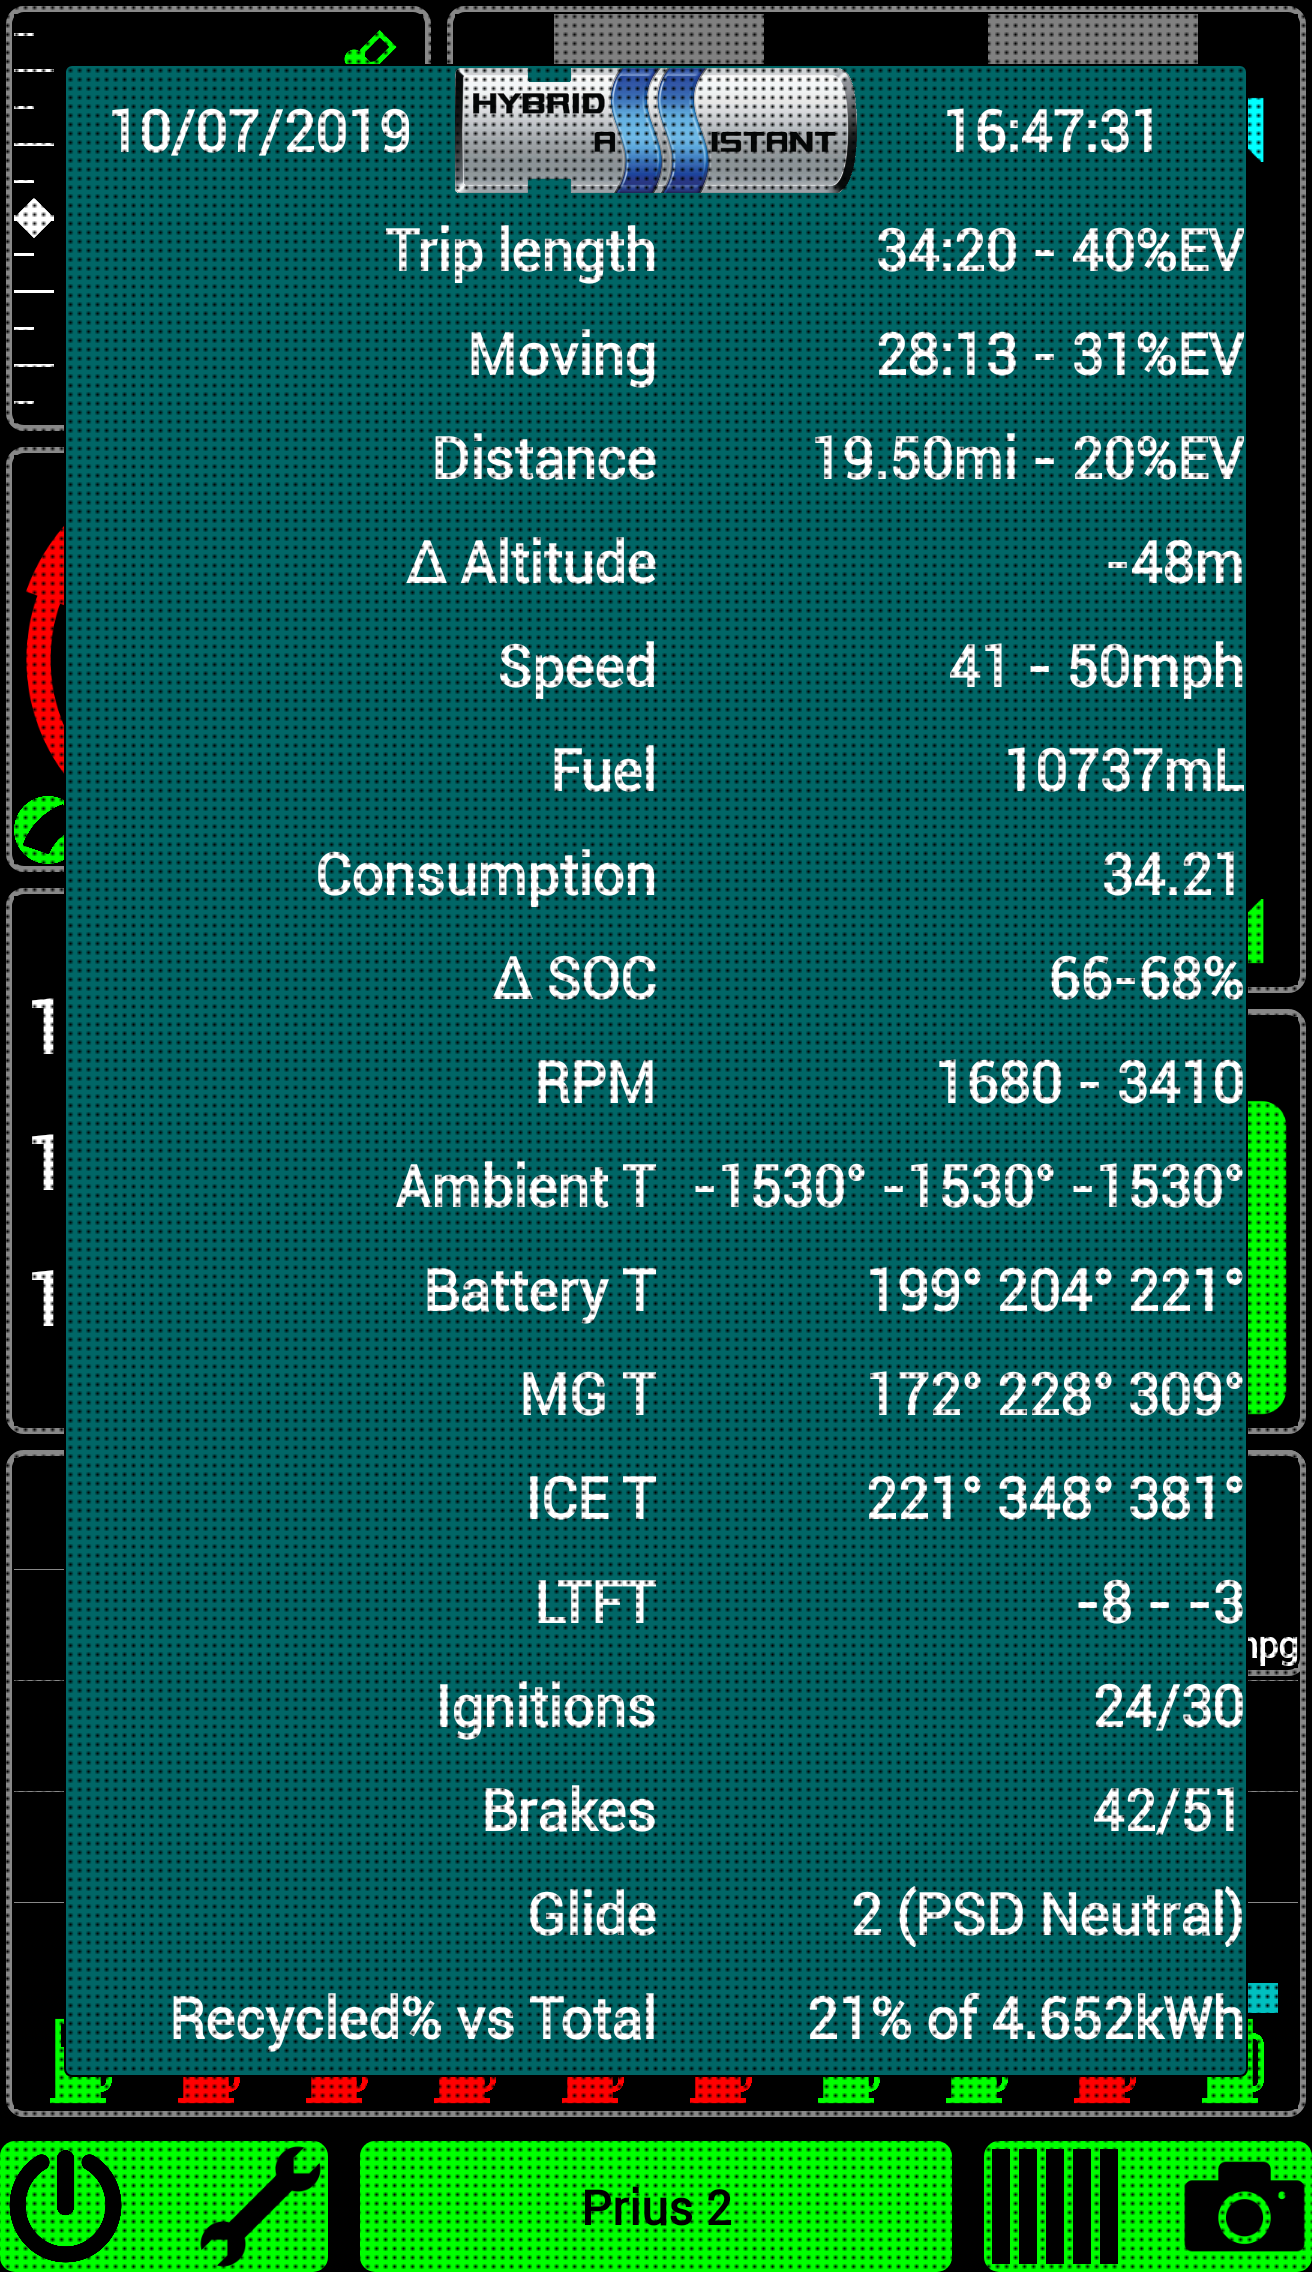 10/07/2019 HYBRID ASSISTANT 16:47:31
Trip length 34:20 - 40%EV
Moving 28:13 - 31%EV
Distance 19.50mi - 20%EV
Δ Altitude -48m
Speed 41 - 50mph
Fuel 10737mL
Consumption 34.21
Δ SOC 66-68%
1
RPM 1680 - 3410
1
Ambient T -1530° -1530° -1530°
Battery T 199° 204° 221°
1
MG T 172° 228° 309°
ICE T 221° 348° 381°
LTFT -8 - -3
Ignitions 24/30
Brakes 42/51
Glide 2 (PSD Neutral)
Recycled% vs Total 21% of 4.652kWh
Prius 2